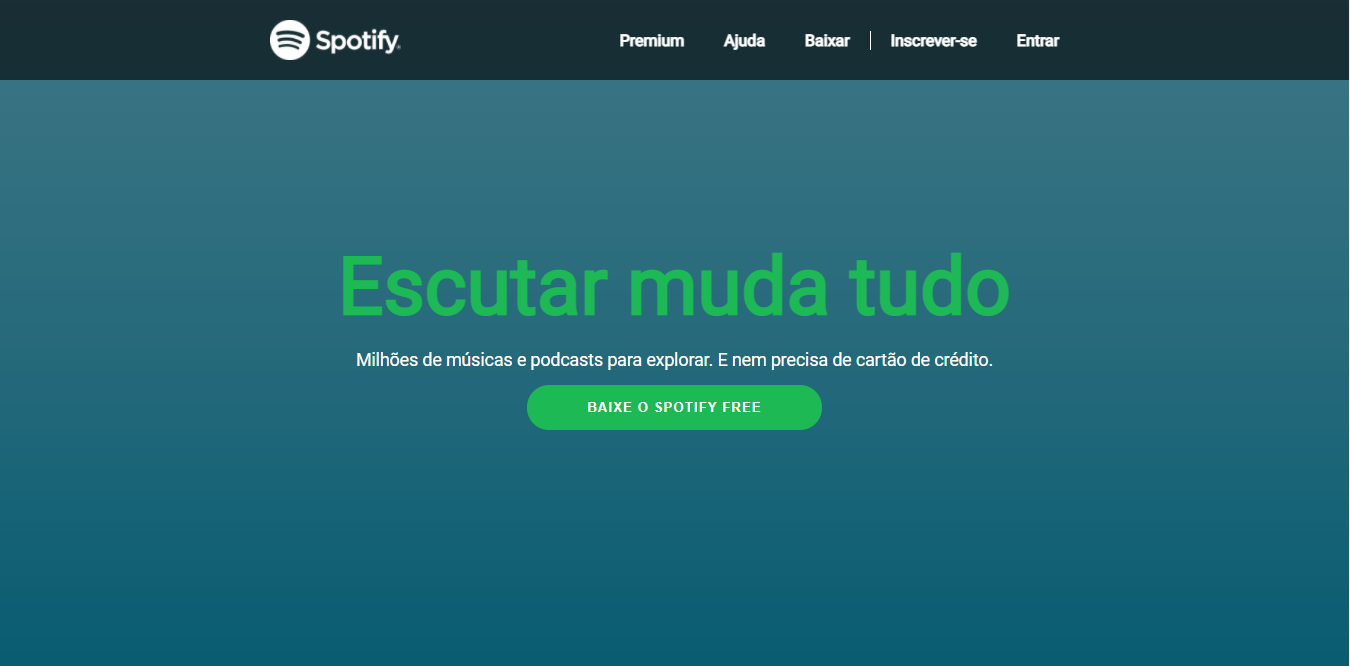 Spotify Premium Ajuda Baixar Inscrever-se Entrar
Escutar muda tudo
Milhões de músicas e podcasts para explorar. E nem precisa de cartão de crédito.
BAIXE O SPOTIFY FREE